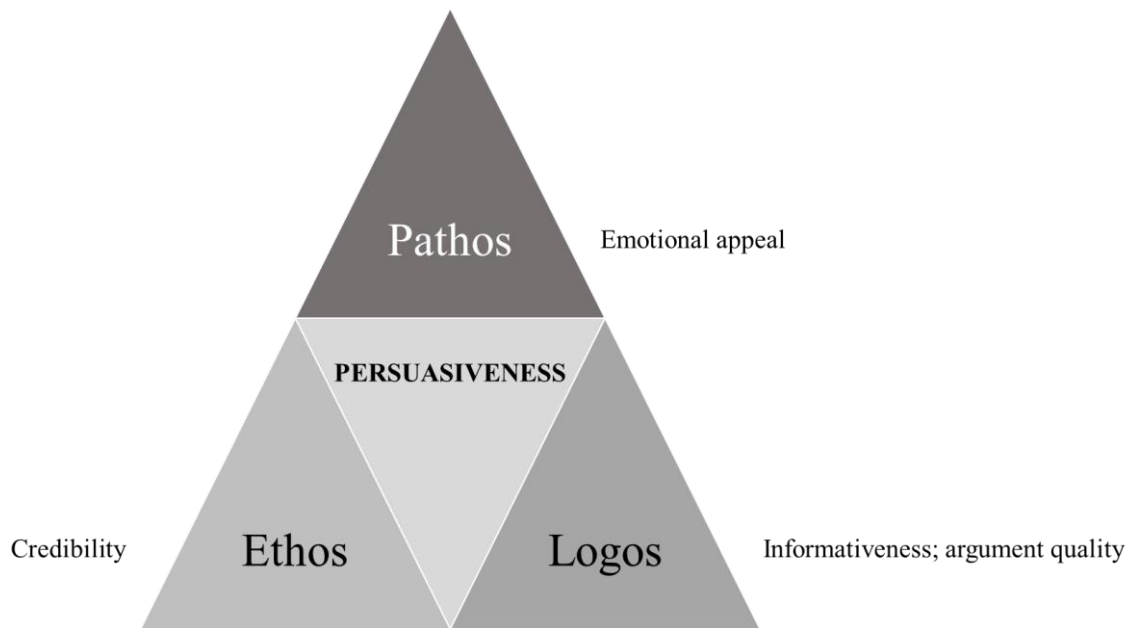 Pathos
Emotional appeal
PERSUASIVENESS
Credibility
Ethos
Logos
Informativeness; argument quality